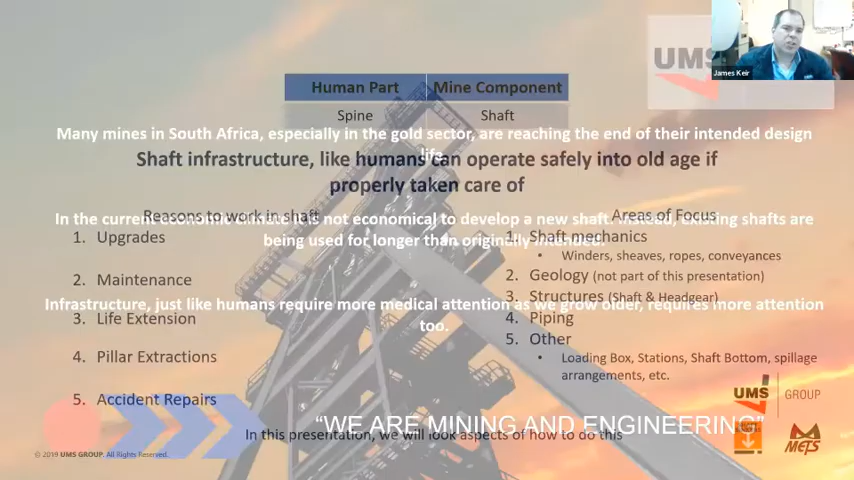 UMS
James Keir
Human Part Mine Component
Spine Shaft
Many mines in South Africa, especially in the gold sector, are reaching the end of their intended design
life.
Shaft infrastructure, like humans can operate safely into old age if
properly taken care of
Reasons to work in shaft
Areas of Focus
In the current economic climate it is not economical to develop a new shaft. Instead, existing shafts are
being used for longer than originally intended.
1. Upgrades
2. Maintenance
3. Life Extension
4. Pillar Extractions
5. Accident Repairs
1. Shaft mechanics
• Winders, sheaves, ropes, conveyances
2. Geology (not part of this presentation)
3. Structures (Shaft & Headgear)
4. Piping
5. Other
• Loading Box, Stations, Shaft Bottom, spillage
arrangements, etc.
Infrastructure, just like humans require more medical attention as we grow older, requires more attention
too.
"WE ARE MINING AND ENGINEERING"
In this presentation, we will look aspects of how to do this
UMS GROUP
METS
© 2019 UMS GROUP. All Rights Reserved.